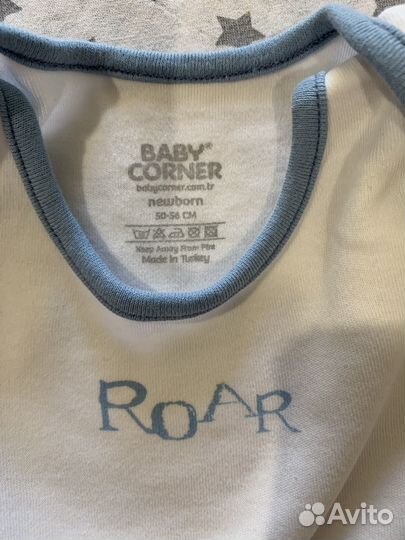 BABY*
CORNER
babycorner.com.tr
newborn
50-56 CM
Keep Away From Fire
Made in Turkey
ROAR
Avito